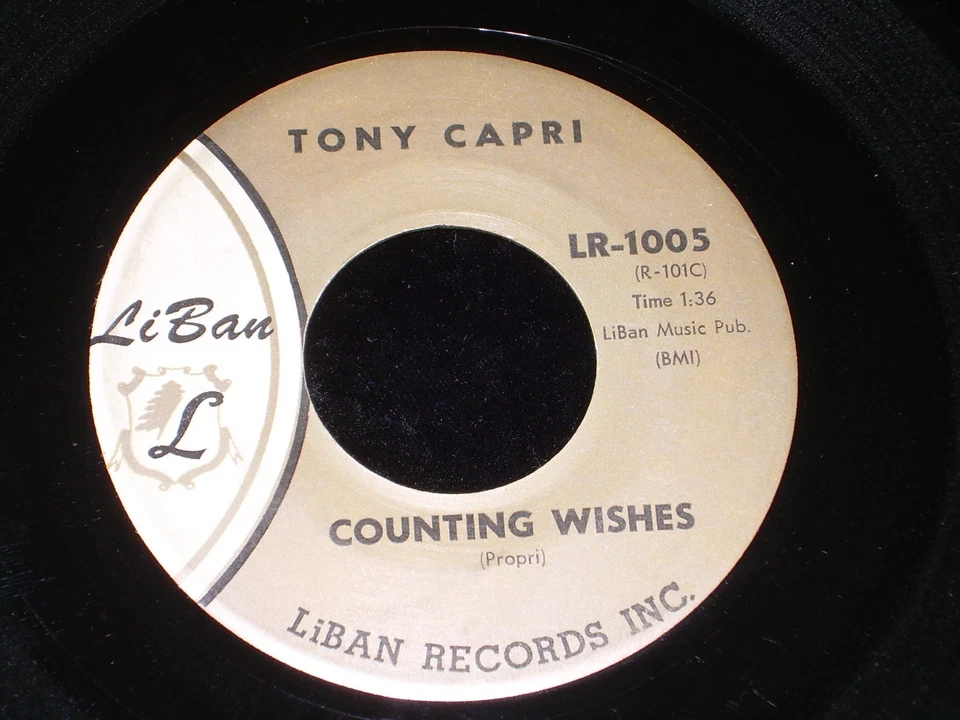 TONY CAPRI
LR-1005
(R-101C)
Time 1:36
LiBan Music Pub.
(BMI)
LiBan
L
COUNTING WISHES
(Propri)
LiBAN RECORDS INC.